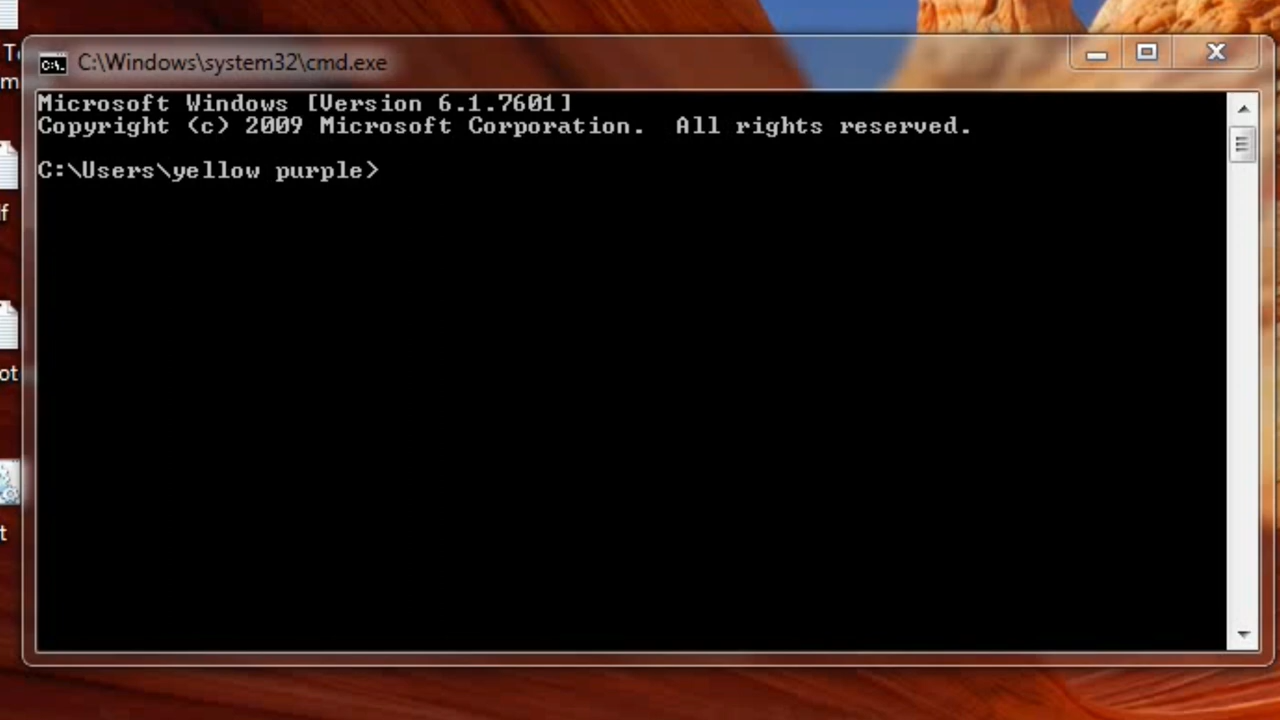 C:\Windows\system32\cmd.exe
Microsoft Windows [Version 6.1.7601]
Copyright (c) 2009 Microsoft Corporation.  All rights reserved.
C:\Users\yellow purple>